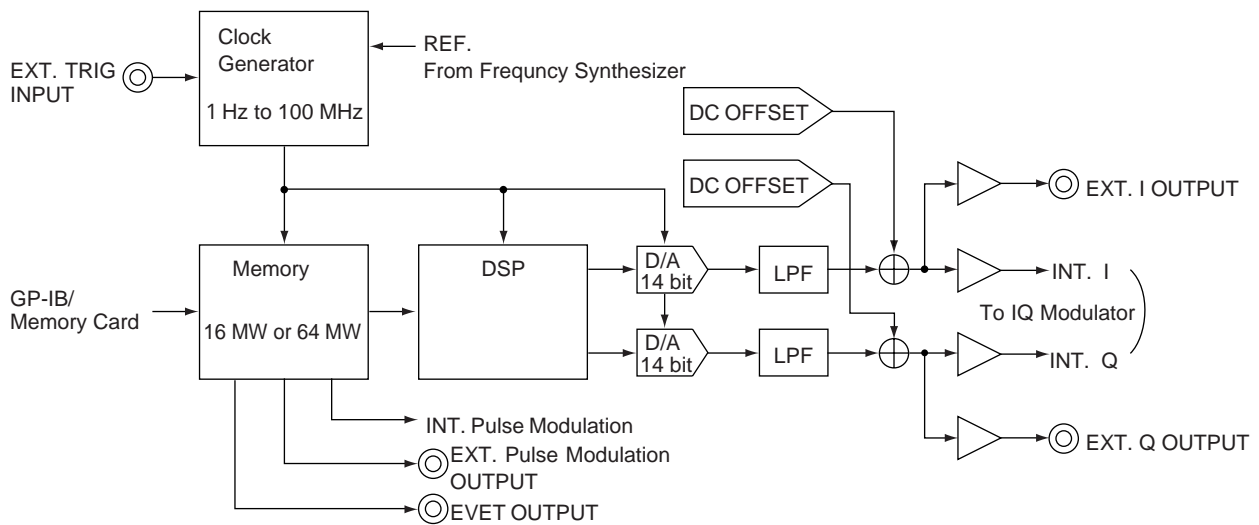 Clock
Generator
1 Hz to 100 MHz
EXT. TRIG
INPUT
REF.
From Frequncy Synthesizer
DC OFFSET
DC OFFSET
EXT. I OUTPUT
Memory
16 MW or 64 MW
DSP
D/A
14 bit
LPF
INT. I
GP-IB/
Memory Card
To IQ Modulator
D/A
14 bit
LPF
INT. Q
INT. Pulse Modulation
EXT. Pulse Modulation
OUTPUT
EXT. Q OUTPUT
EVET OUTPUT